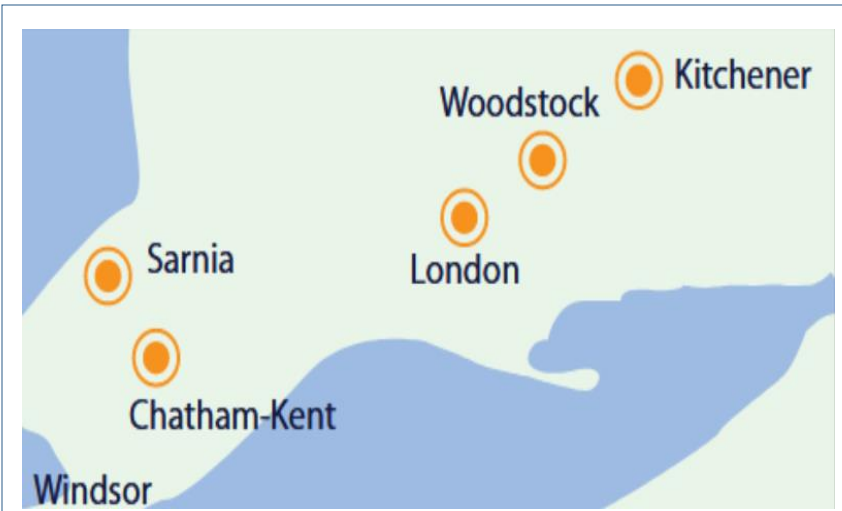 Kitchener
Woodstock
Sarnia
London
Chatham-Kent
Windsor